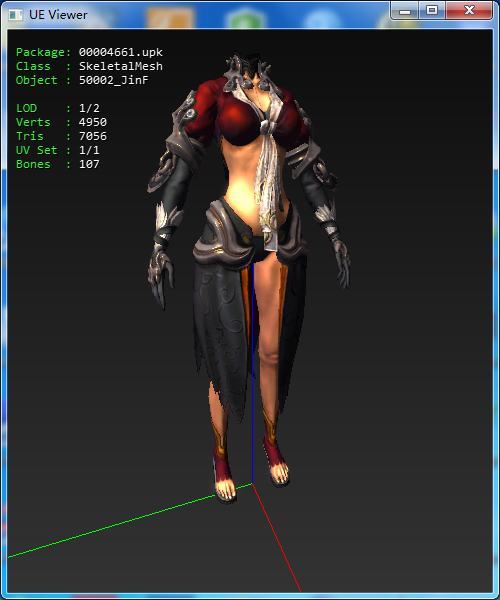 UE Viewer
Package: 00004661.upk
Class : SkeletalMesh
Object : 50002_JinF
LOD : 1/2
Verts : 4950
Tris : 7056
UV Set : 1/1
Bones : 107